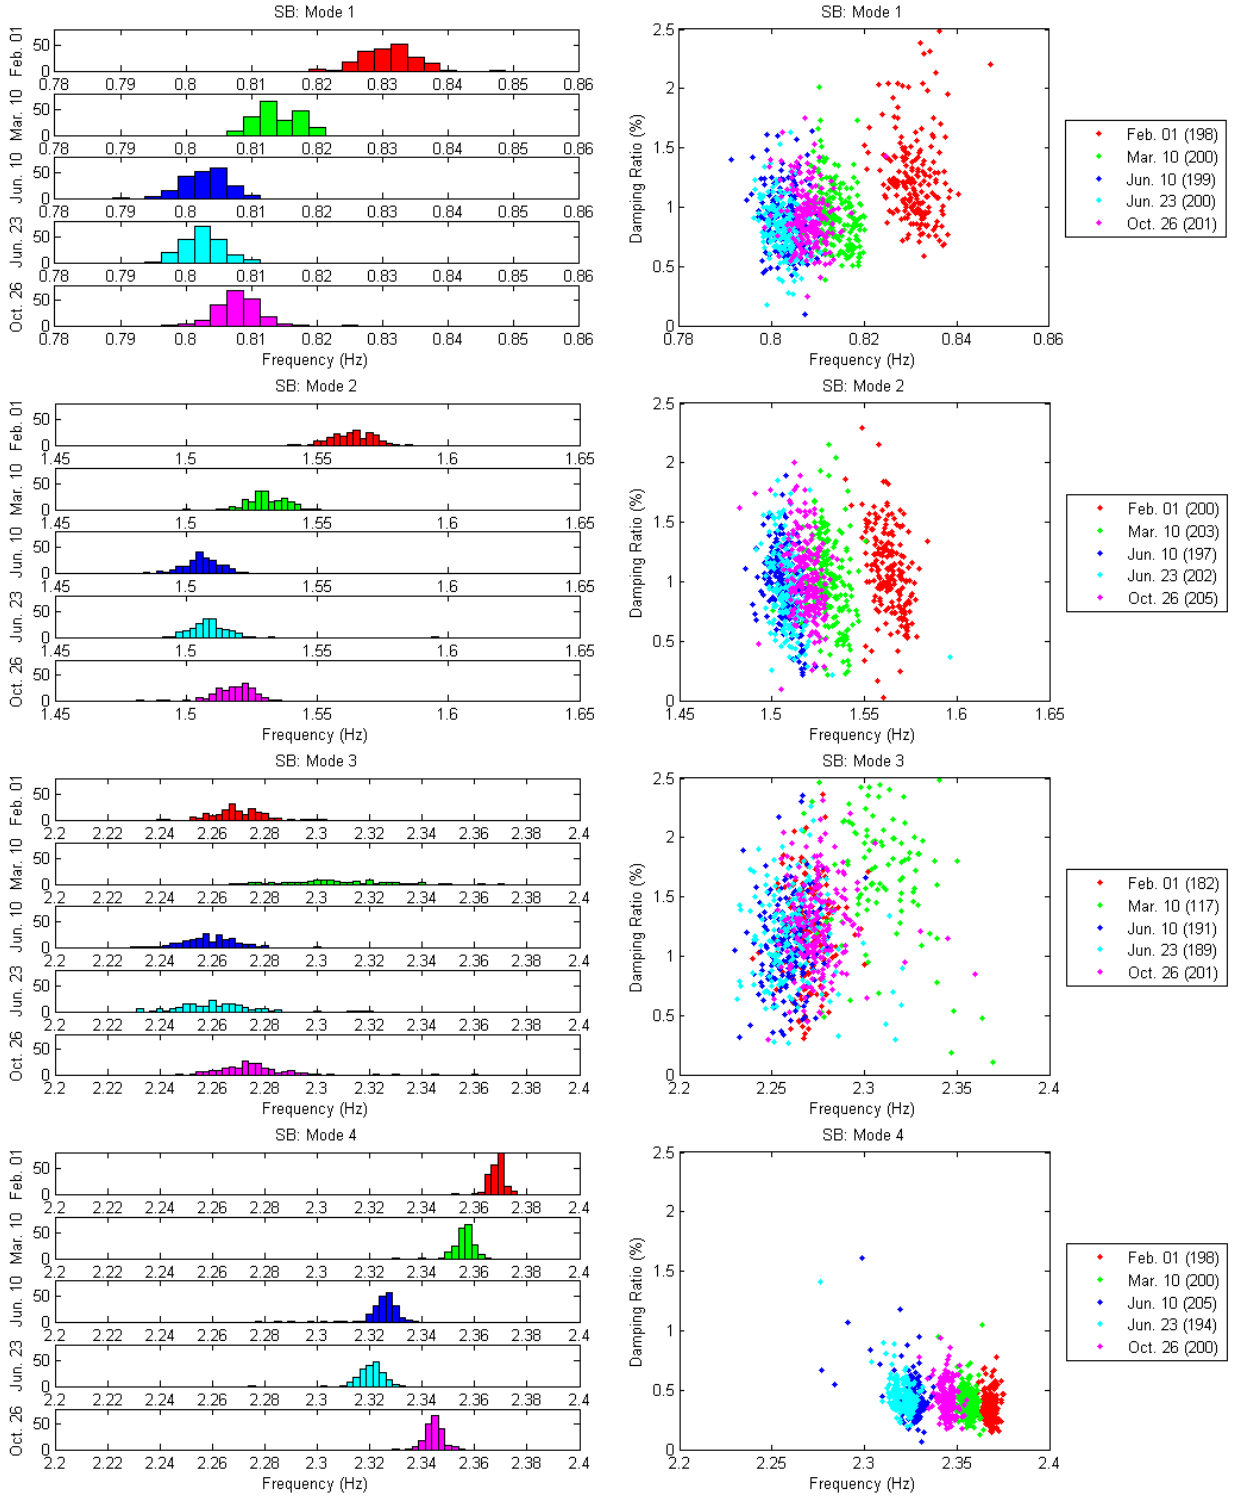 SB: Mode 1
Feb. 01
50
0
0.78 0.79 0.8 0.81 0.82 0.83 0.84 0.85 0.86
Mar. 10
50
0
0.78 0.79 0.8 0.81 0.82 0.83 0.84 0.85 0.86
Jun. 10
50
0
0.78 0.79 0.8 0.81 0.82 0.83 0.84 0.85 0.86
Jun. 23
50
0
0.78 0.79 0.8 0.81 0.82 0.83 0.84 0.85 0.86
Oct. 26
50
0
0.78 0.79 0.8 0.81 0.82 0.83 0.84 0.85 0.86
Frequency (Hz)
SB: Mode 1
Damping Ratio (%)
2.5
2
1.5
1
0.5
0
0.78 0.8 0.82 0.84 0.86
Frequency (Hz)
Feb. 01 (198)
Mar. 10 (200)
Jun. 10 (199)
Jun. 23 (200)
Oct. 26 (201)
SB: Mode 2
Feb. 01
50
0
1.45 1.5 1.55 1.6 1.65
Mar. 10
50
0
1.45 1.5 1.55 1.6 1.65
Jun. 10
50
0
1.45 1.5 1.55 1.6 1.65
Jun. 23
50
0
1.45 1.5 1.55 1.6 1.65
Oct. 26
50
0
1.45 1.5 1.55 1.6 1.65
Frequency (Hz)
SB: Mode 2
Damping Ratio (%)
2.5
2
1.5
1
0.5
0
1.45 1.5 1.55 1.6 1.65
Frequency (Hz)
Feb. 01 (200)
Mar. 10 (203)
Jun. 10 (197)
Jun. 23 (202)
Oct. 26 (205)
SB: Mode 3
Feb. 01
50
0
2.2 2.22 2.24 2.26 2.28 2.3 2.32 2.34 2.36 2.38 2.4
Mar. 10
50
0
2.2 2.22 2.24 2.26 2.28 2.3 2.32 2.34 2.36 2.38 2.4
Jun. 10
50
0
2.2 2.22 2.24 2.26 2.28 2.3 2.32 2.34 2.36 2.38 2.4
Jun. 23
50
0
2.2 2.22 2.24 2.26 2.28 2.3 2.32 2.34 2.36 2.38 2.4
Oct. 26
50
0
2.2 2.22 2.24 2.26 2.28 2.3 2.32 2.34 2.36 2.38 2.4
Frequency (Hz)
SB: Mode 3
Damping Ratio (%)
2.5
2
1.5
1
0.5
0
2.2 2.25 2.3 2.35 2.4
Frequency (Hz)
Feb. 01 (182)
Mar. 10 (117)
Jun. 10 (191)
Jun. 23 (189)
Oct. 26 (201)
SB: Mode 4
Feb. 01
50
0
2.2 2.22 2.24 2.26 2.28 2.3 2.32 2.34 2.36 2.38 2.4
Mar. 10
50
0
2.2 2.22 2.24 2.26 2.28 2.3 2.32 2.34 2.36 2.38 2.4
Jun. 10
50
0
2.2 2.22 2.24 2.26 2.28 2.3 2.32 2.34 2.36 2.38 2.4
Jun. 23
50
0
2.2 2.22 2.24 2.26 2.28 2.3 2.32 2.34 2.36 2.38 2.4
Oct. 26
50
0
2.2 2.22 2.24 2.26 2.28 2.3 2.32 2.34 2.36 2.38 2.4
Frequency (Hz)
SB: Mode 4
Damping Ratio (%)
2.5
2
1.5
1
0.5
0
2.2 2.25 2.3 2.35 2.4
Frequency (Hz)
Feb. 01 (198)
Mar. 10 (200)
Jun. 10 (205)
Jun. 23 (194)
Oct. 26 (200)